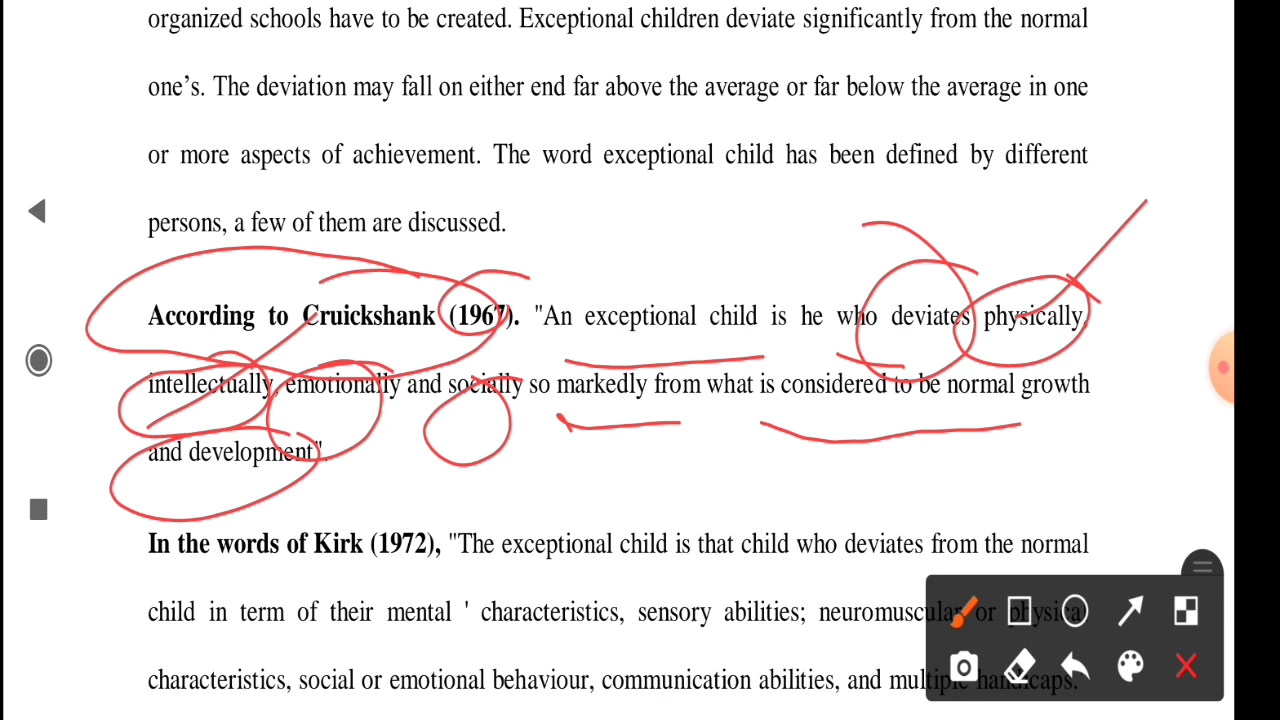 organized schools have to be created. Exceptional children deviate significantly from the normal
one's. The deviation may fall on either end far above the average or far below the average in one
or more aspects of achievement. The word exceptional child has been defined by different
persons, a few of them are discussed.
According to Cruickshank (1967). "An exceptional child is he who deviates physically,
intellectually, emotionally and socially so markedly from what is considered to be normal growth
and development".
In the words of Kirk (1972), "The exceptional child is that child who deviates from the normal
child in term of their mental ' characteristics, sensory abilities; neuromuscular or physical
characteristics, social or emotional behaviour, communication abilities, and multiple handicaps.